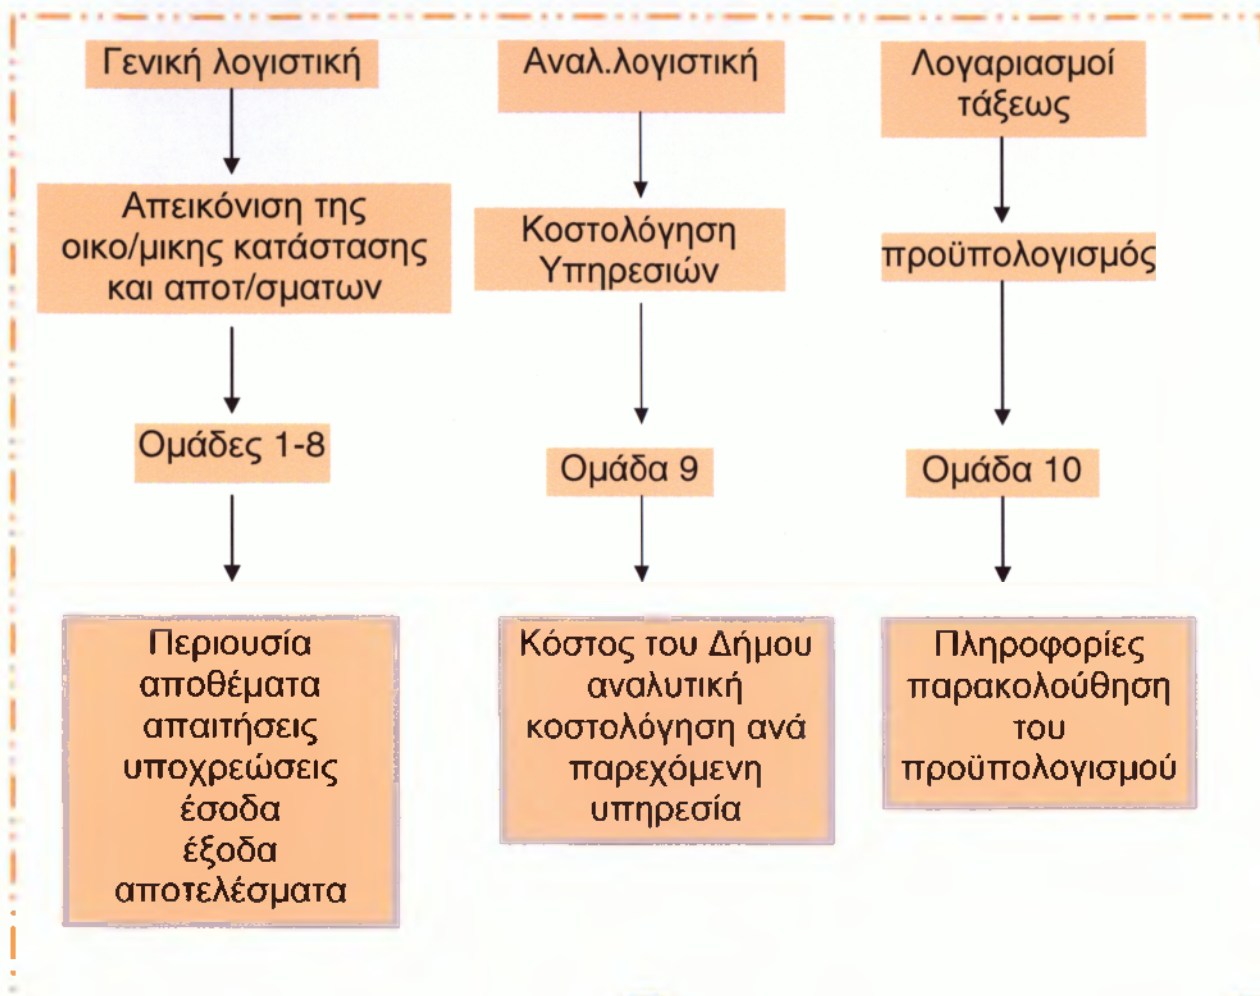 Γενική λογιστική
Απεικόνιση της
οικο/μικης κατάστασης
και αποτ/σματων
Ομάδες 1-8
Περιουσία
αποθέματα
απαιτήσεις
υποχρεώσεις
έσοδα
έξοδα
αποτελέσματα
Αναλ.λογιστική
Κοστολόγηση
Υπηρεσιών
Ομάδα 9
Κόστος του Δήμου
αναλυτική
κοστολόγηση ανά
παρεχόμενη
υπηρεσία
Λογαριασμοί
τάξεως
προϋπολογισμός
Ομάδα 10
Πληροφορίες
παρακολούθηση
του
προϋπολογισμού